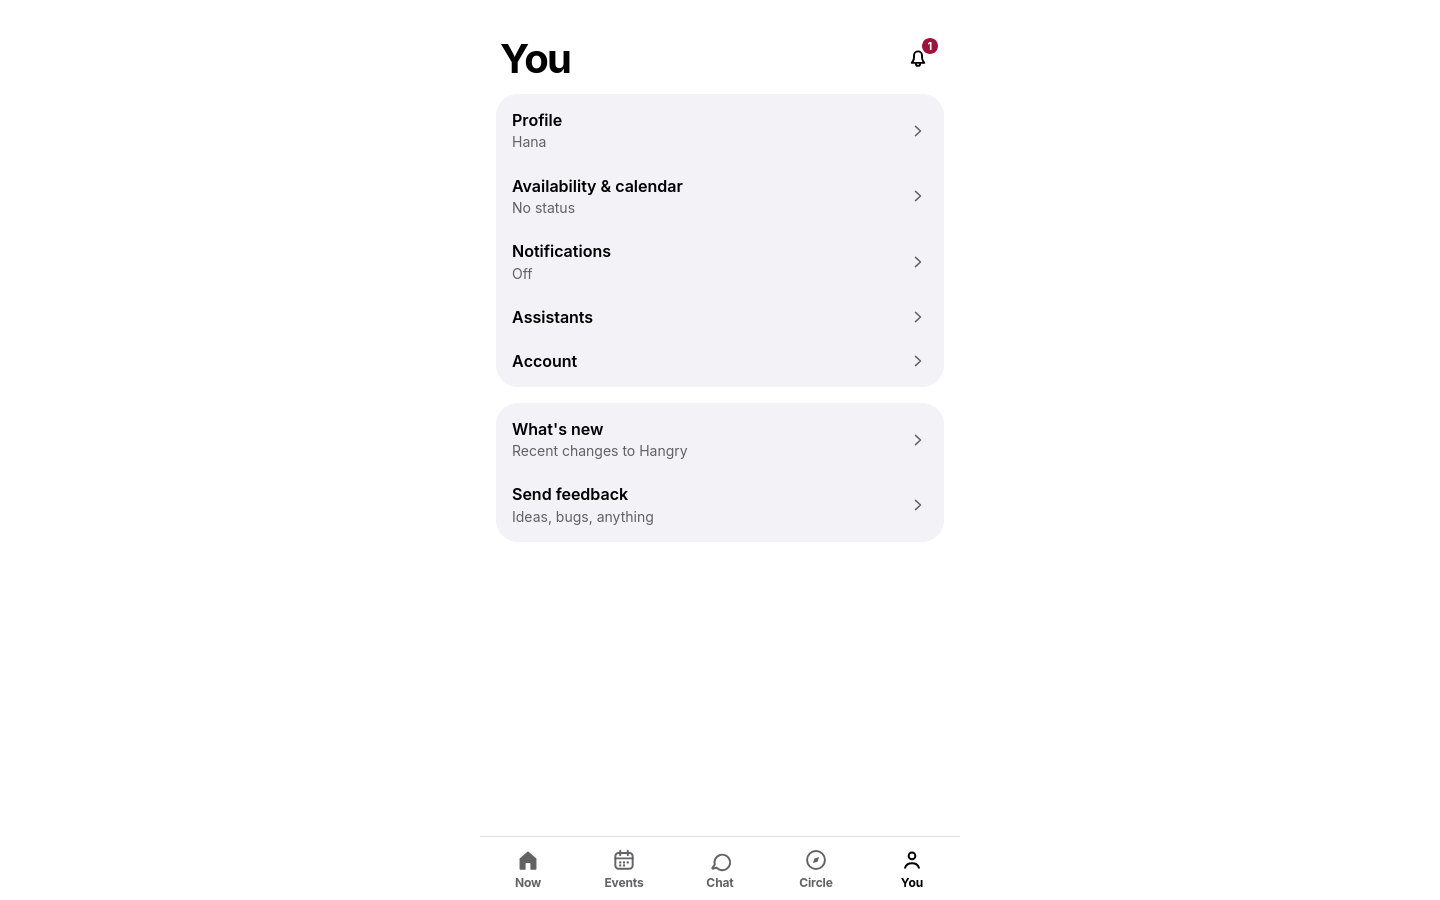 You
1
Profile
Hana
Availability & calendar
No status
Notifications
Off
Assistants
Account
What's new
Recent changes to Hangry
Send feedback
Ideas, bugs, anything
Now
Events
Chat
Circle
You